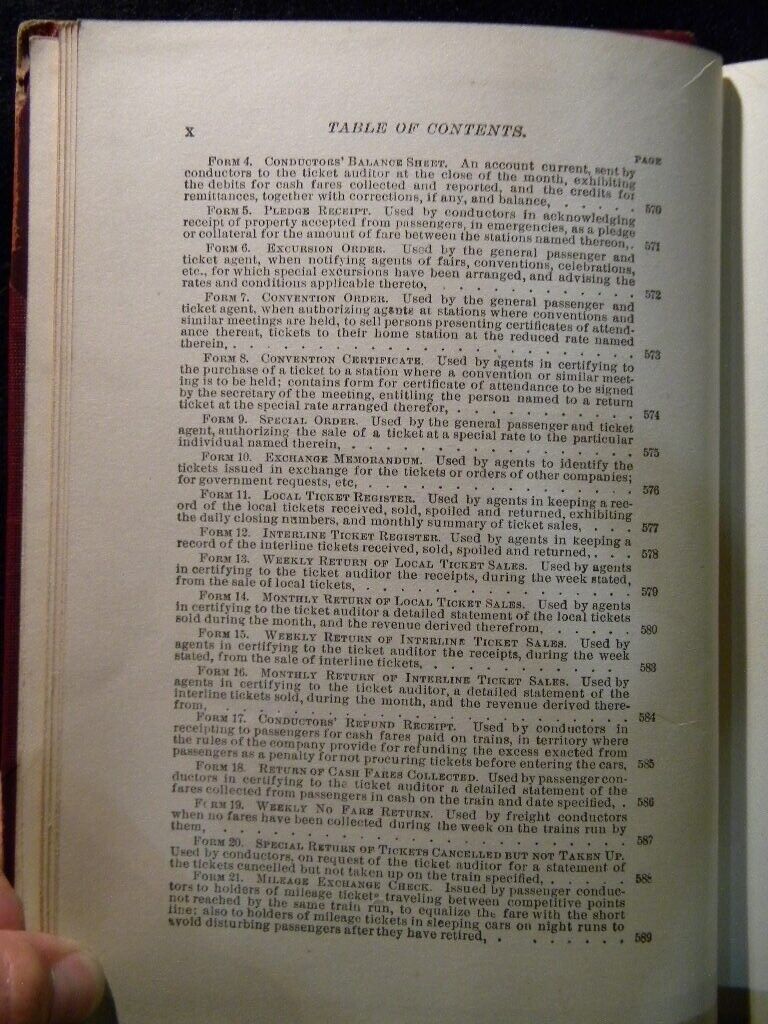 x TABLE OF CONTENTS.
PAGE
FORM 4. CONDUCTORS' BALANCE SHEET. An account current, sent by
conductors to the ticket auditor at the close of the month, exhibiting
the debits for cash fares collected and reported, and the credits for
remittances, together with corrections, if any, and balance, . . . . . 570
FORM 5. PLEDGE RECEIPT. Used by conductors in acknowledging
receipt of property accepted from passengers, in emergencies, as a pledge
or collateral for the amount of fare between the stations named thereon, . 571
FORM 6. EXCURSION ORDER. Used by the general passenger and
ticket agent, when notifying agents of fairs, conventions, celebrations,
etc., for which special excursions have been arranged, and advising the
rates and conditions applicable thereto, . . . . . . . . . . 572
FORM 7. CONVENTION ORDER. Used by the general passenger and
ticket agent, when authorizing agents at stations where conventions and
similar meetings are held, to sell persons presenting certificates of attend-
ance thereat, tickets to their home station at the reduced rate named
therein, . . . . . . . . . . . . . . . . . . 573
FORM 8. CONVENTION CERTIFICATE. Used by agents in certifying to
the purchase of a ticket to a station where a convention or similar meet-
ing is to be held; contains form for certificate of attendance to be signed
by the secretary of the meeting, entitling the person named to a return
ticket at the special rate arranged therefor, . . . . . . . . . 574
FORM 9. SPECIAL ORDER. Used by the general passenger and ticket
agent, authorizing the sale of a ticket at a special rate to the particular
individual named therein, . . . . . . . . . . . . . 575
FORM 10. EXCHANGE MEMORANDUM. Used by agents to identify the
tickets issued in exchange for the tickets or orders of other companies;
for government requests, etc, . . . . . . . . . . . . 576
FORM 11. LOCAL TICKET REGISTER. Used by agents in keeping a rec-
ord of the local tickets received, sold, spoiled and returned, exhibiting
the daily closing numbers, and monthly summary of ticket sales, . . . 577
FORM 12. INTERLINE TICKET REGISTER. Used by agents in keeping a
record of the interline tickets received, sold, spoiled and returned, . . . 578
FORM 13. WEEKLY RETURN OF LOCAL TICKET SALES. Used by agents
in certifying to the ticket auditor the receipts, during the week stated,
from the sale of local tickets, . . . . . . . . . . . . 579
FORM 14. MONTHLY RETURN OF LOCAL TICKET SALES. Used by agents
in certifying to the ticket auditor a detailed statement of the local tickets
sold during the month, and the revenue derived therefrom, . . . . . 580
FORM 15. WEEKLY RETURN OF INTERLINE TICKET SALES. Used by
agents in certifying to the ticket auditor the receipts, during the week
stated, from the sale of interline tickets, . . . . . . . . . . 583
FORM 16. MONTHLY RETURN OF INTERLINE TICKET SALES. Used by
agents in certifying to the ticket auditor, a detailed statement of the
interline tickets sold, during the month, and the revenue derived there-
from, . . . . . . . . . . . . . . . . . . 584
FORM 17. CONDUCTORS' REFUND RECEIPT. Used by conductors in
receipting to passengers for cash fares paid on trains, in territory where
the rules of the company provide for refunding the excess exacted from
passengers as a penalty for not procuring tickets before entering the cars, 585
FORM 18. RETURN OF CASH FARES COLLECTED. Used by passenger con-
ductors in certifying to the ticket auditor a detailed statement of the
fares collected from passengers in cash on the train and date specified, . 586
FORM 19. WEEKLY NO FARE RETURN. Used by freight conductors
when no fares have been collected during the week on the trains run by
them, . . . . . . . . . . . . . . . . . . 587
FORM 20. SPECIAL RETURN OF TICKETS CANCELLED BUT NOT TAKEN UP.
Used by conductors, on request of the ticket auditor for a statement of
the tickets cancelled but not taken up on the train specified, . . . . . 588
FORM 21. MILEAGE EXCHANGE CHECK. Issued by passenger conduc-
tors to holders of mileage tickets traveling between competitive points
not reached by the same train run, to equalize the fare with the short
line; also to holders of mileage tickets in sleeping cars on night runs to
avoid disturbing passengers after they have retired, . . . . . . . 589